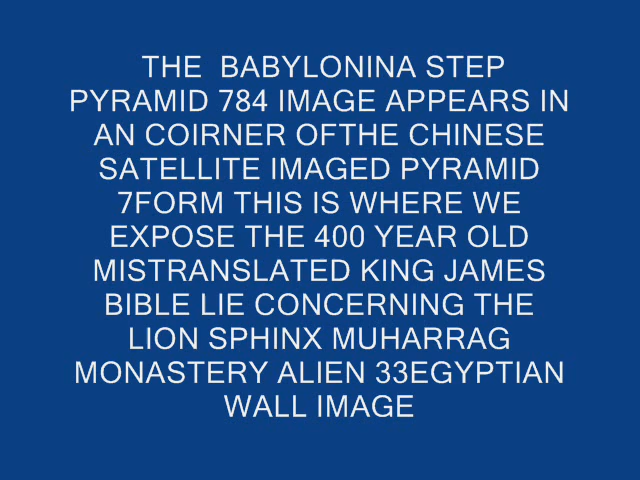 THE  BABYLONINA STEP
PYRAMID 784 IMAGE APPEARS IN
AN COIRNER OFTHE CHINESE
SATELLITE IMAGED PYRAMID
7FORM THIS IS WHERE WE
EXPOSE THE 400 YEAR OLD
MISTRANSLATED KING JAMES
BIBLE LIE CONCERNING THE
LION SPHINX MUHARRAG
MONASTERY ALIEN 33EGYPTIAN
WALL IMAGE